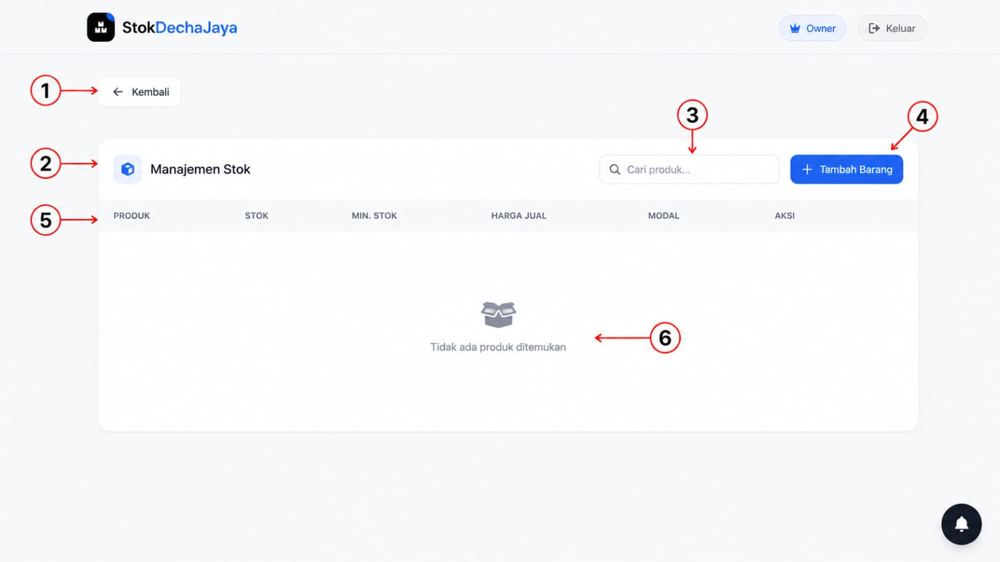 StokDechaJaya
Owner
Keluar
1
Kembali
3
4
2
Manajemen Stok
Cari produk...
Tambah Barang
5
PRODUK STOK MIN. STOK HARGA JUAL MODAL AKSI
6
Tidak ada produk ditemukan